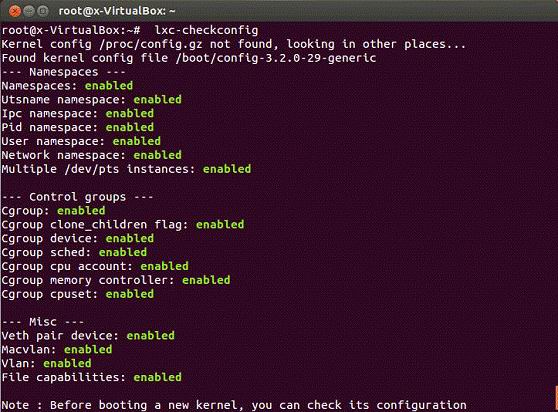 root@x-VirtualBox: ~
root@x-VirtualBox:~# lxc-checkconfig
Kernel config /proc/config.gz not found, looking in other places...
Found kernel config file /boot/config-3.2.0-29-generic
--- Namespaces ---
Namespaces: enabled
Utsname namespace: enabled
Ipc namespace: enabled
Pid namespace: enabled
User namespace: enabled
Network namespace: enabled
Multiple /dev/pts instances: enabled
--- Control groups ---
Cgroup: enabled
Cgroup clone_children flag: enabled
Cgroup device: enabled
Cgroup sched: enabled
Cgroup cpu account: enabled
Cgroup memory controller: enabled
Cgroup cpuset: enabled
--- Misc ---
Veth pair device: enabled
Macvlan: enabled
Vlan: enabled
File capabilities: enabled
Note : Before booting a new kernel, you can check its configuration